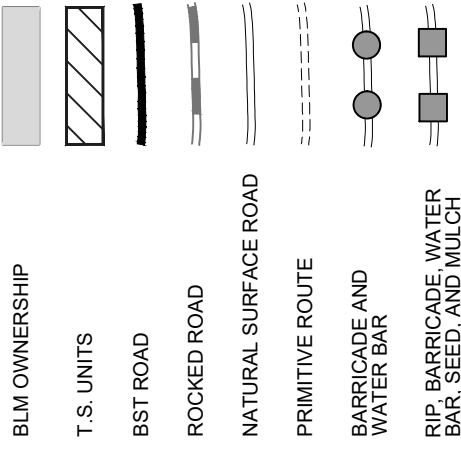 BLM OWNERSHIP
T.S. UNITS
BST ROAD
ROCKED ROAD
NATURAL SURFACE ROAD
PRIMITIVE ROUTE
BARRICADE AND
WATER BAR
RIP, BARRICADE, WATER
BAR, SEED, AND MULCH